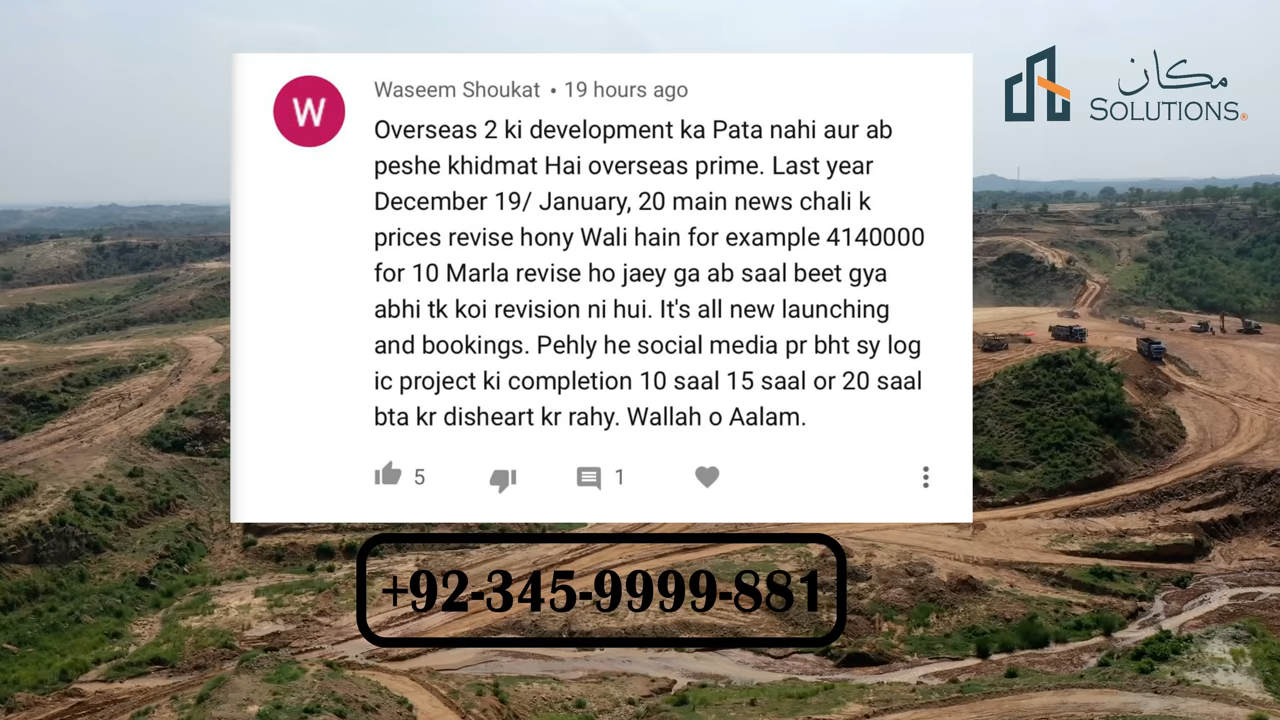 W
Waseem Shoukat • 19 hours ago
Overseas 2 ki development ka Pata nahi aur ab
peshe khidmat Hai overseas prime. Last year
December 19/ January, 20 main news chali k
prices revise hony Wali hain for example 4140000
for 10 Marla revise ho jaey ga ab saal beet gya
abhi tk koi revision ni hui. It's all new launching
and bookings. Pehly he social media pr bht sy log
ic project ki completion 10 saal 15 saal or 20 saal
bta kr disheart kr rahy. Wallah o Aalam.
5
1
مکان
SOLUTIONS®
+92-345-9999-881